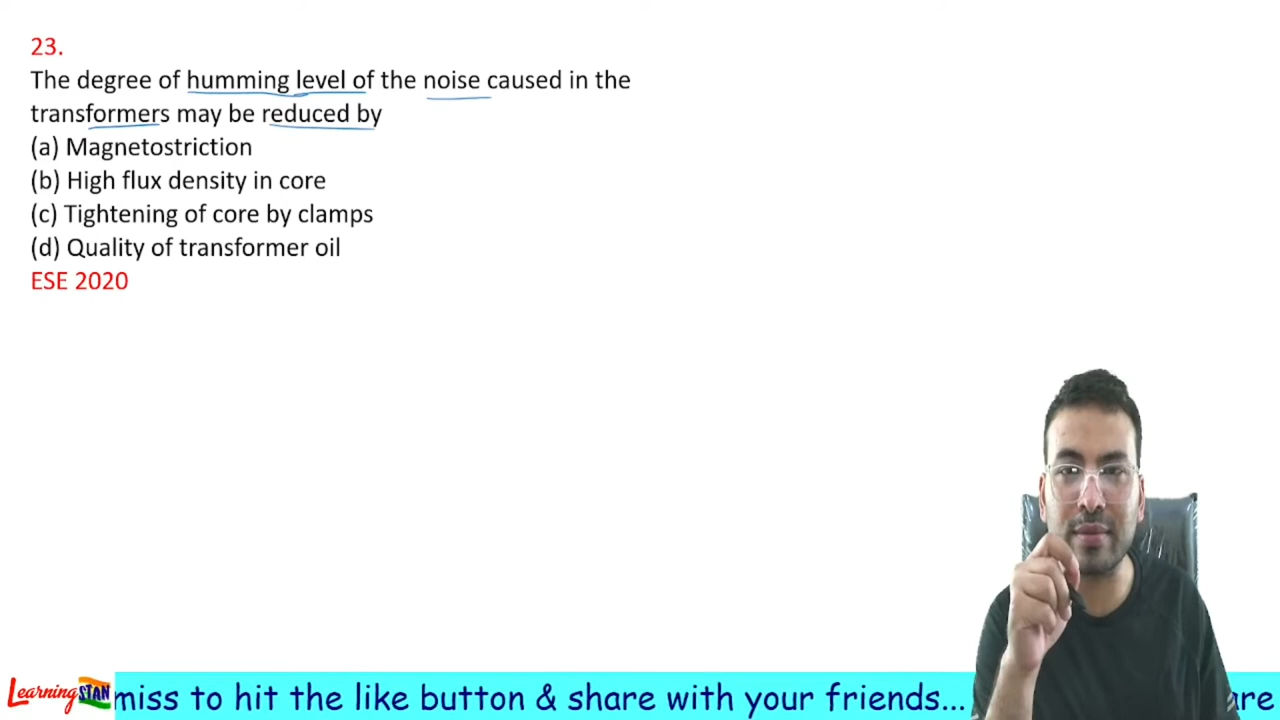 23.
The degree of humming level of the noise caused in the
transformers may be reduced by
(a) Magnetostriction
(b) High flux density in core
(c) Tightening of core by clamps
(d) Quality of transformer oil
ESE 2020
LearningSTAN
miss to hit the like button & share with your friends...
are